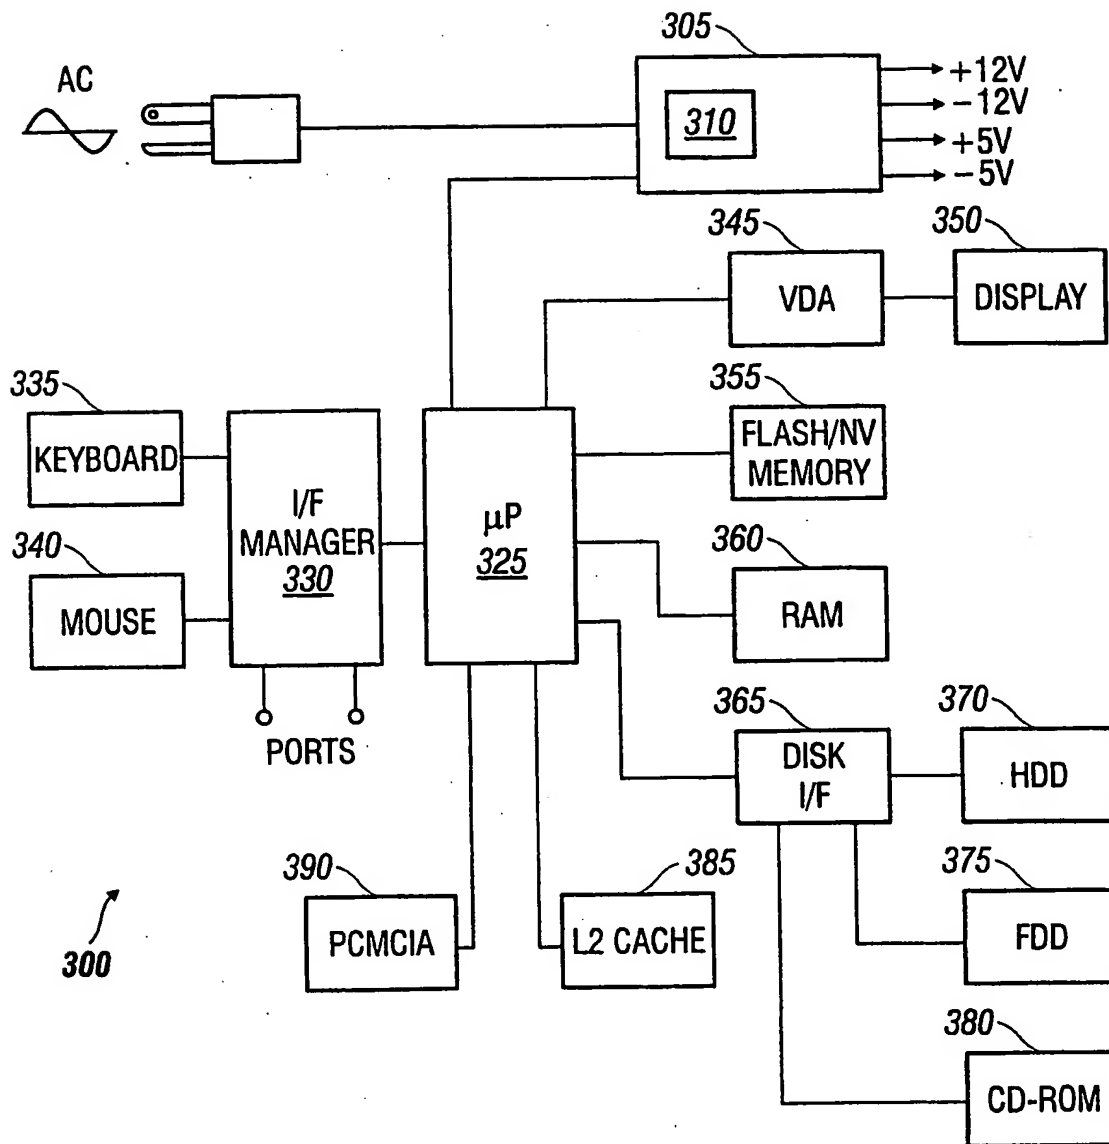 305
AC
+12V
-12V
310
+5V
-5V
345
350
VDA
DISPLAY
335
355
KEYBOARD
FLASH/NV
MEMORY
I/F
MANAGER
330
µP
325
340
360
MOUSE
RAM
365
370
PORTS
DISK
I/F
HDD
390
385
375
PCMCIA
L2 CACHE
FDD
300
380
CD-ROM